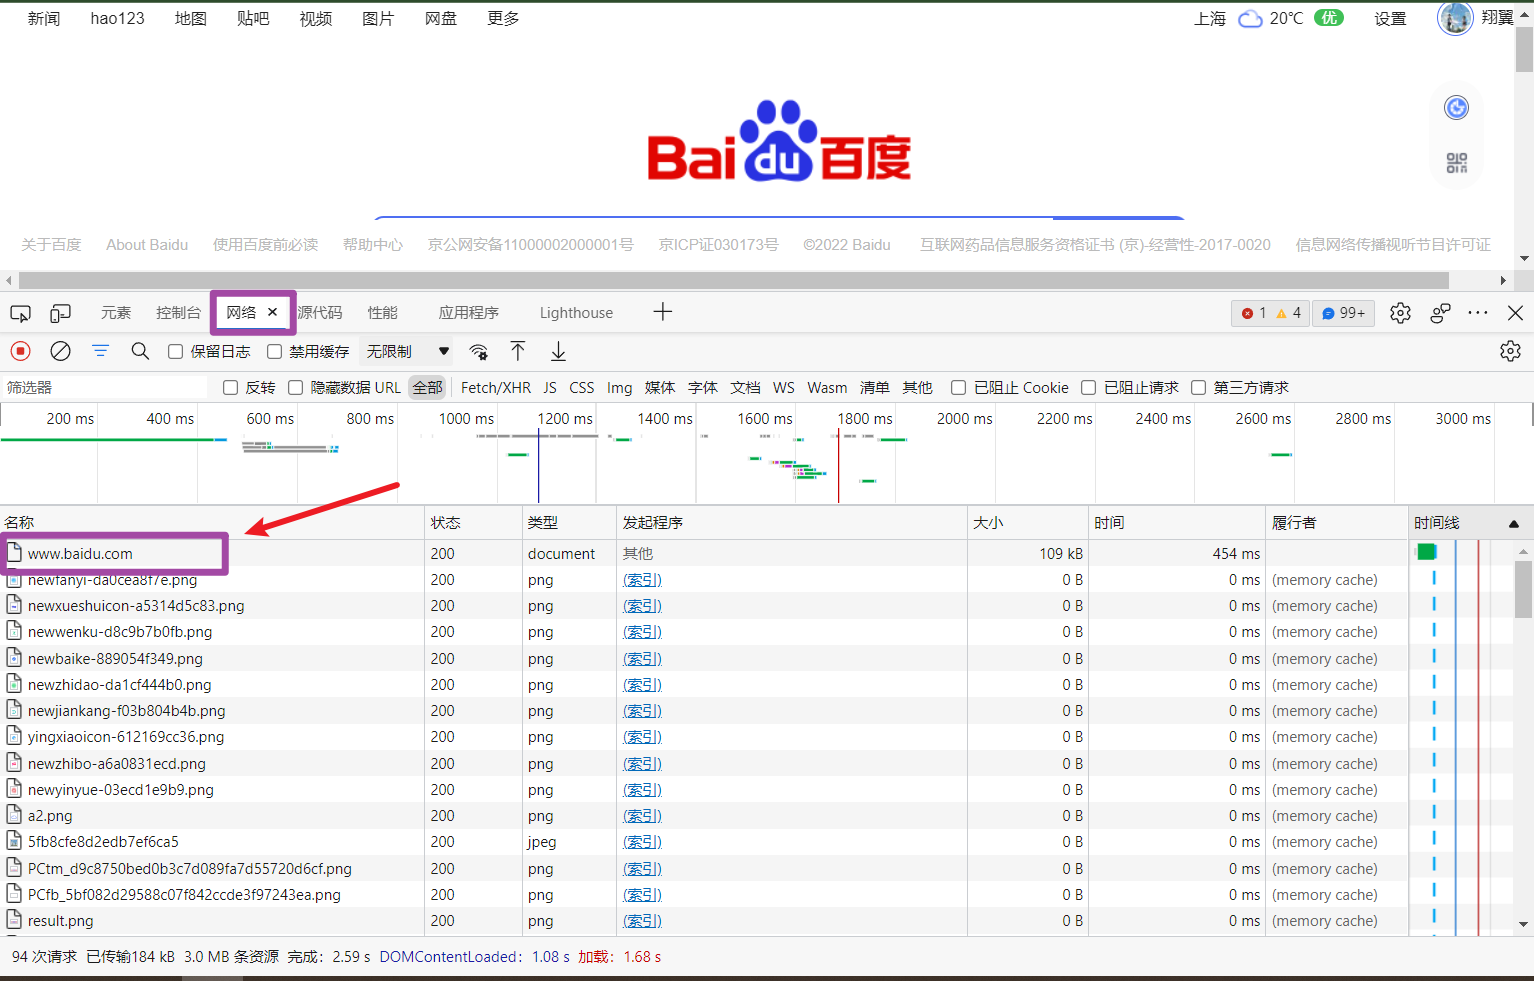 新闻 hao123 地图 贴吧 视频 图片 网盘 更多 上海 20℃ 优 设置 翔翼
Bai du 百度
关于百度 About Baidu 使用百度前必读 帮助中心 京公网安备11000002000001号 京ICP证030173号 ©2022 Baidu 互联网药品信息服务资格证书 (京)-经营性-2017-0020 信息网络传播视听节目许可证
元素 控制台 网络 源代码 性能 应用程序 Lighthouse 1 4 99+
保留日志 禁用缓存 无限制
筛选器 反转 隐藏数据 URL 全部 Fetch/XHR JS CSS Img 媒体 字体 文档 WS Wasm 清单 其他 已阻止 Cookie 已阻止请求 第三方请求
200 ms 400 ms 600 ms 800 ms 1000 ms 1200 ms 1400 ms 1600 ms 1800 ms 2000 ms 2200 ms 2400 ms 2600 ms 2800 ms 3000 ms
名称 状态 类型 发起程序 大小 时间 履行者 时间线
www.baidu.com 200 document 其他 109 kB 454 ms
newfanyi-da0cea8f7e.png 200 png (索引) 0 B 0 ms (memory cache)
newxueshuicon-a5314d5c83.png 200 png (索引) 0 B 0 ms (memory cache)
newwenku-d8c9b7b0fb.png 200 png (索引) 0 B 0 ms (memory cache)
newbaike-889054f349.png 200 png (索引) 0 B 0 ms (memory cache)
newzhidao-da1cf444b0.png 200 png (索引) 0 B 0 ms (memory cache)
newjiankang-f03b804b4b.png 200 png (索引) 0 B 0 ms (memory cache)
yingxiaoicon-612169cc36.png 200 png (索引) 0 B 0 ms (memory cache)
newzhibo-a6a0831ecd.png 200 png (索引) 0 B 0 ms (memory cache)
newyinyue-03ecd1e9b9.png 200 png (索引) 0 B 0 ms (memory cache)
a2.png 200 png (索引) 0 B 0 ms (memory cache)
5fb8cfe8d2edb7ef6ca5 200 jpeg (索引) 0 B 0 ms (memory cache)
PCtm_d9c8750bed0b3c7d089fa7d55720d6cf.png 200 png (索引) 0 B 0 ms (memory cache)
PCfb_5bf082d29588c07f842ccde3f97243ea.png 200 png (索引) 0 B 0 ms (memory cache)
result.png 200 png (索引) 0 B 0 ms (memory cache)
94 次请求 已传输184 kB 3.0 MB 条资源 完成：2.59 s DOMContentLoaded：1.08 s 加载：1.68 s